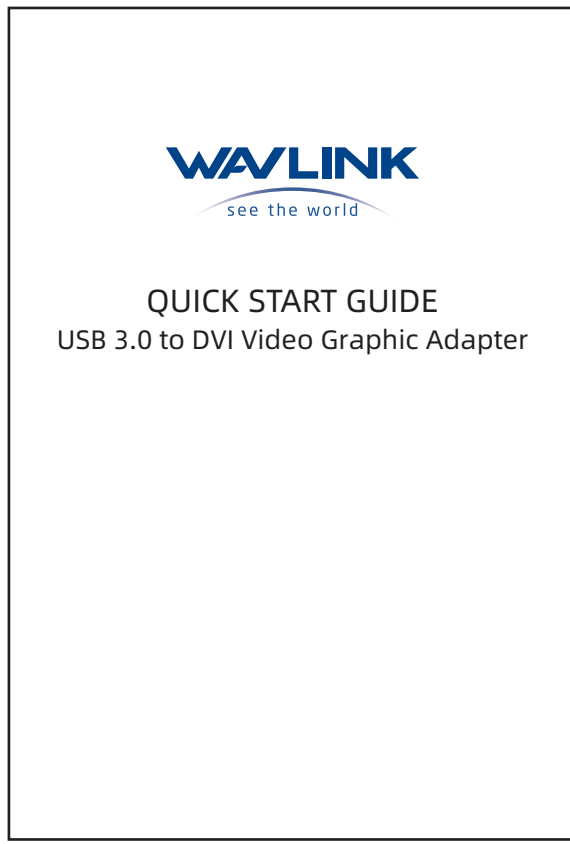 WAVLINK
see the world
QUICK START GUIDE
USB 3.0 to DVI Video Graphic Adapter